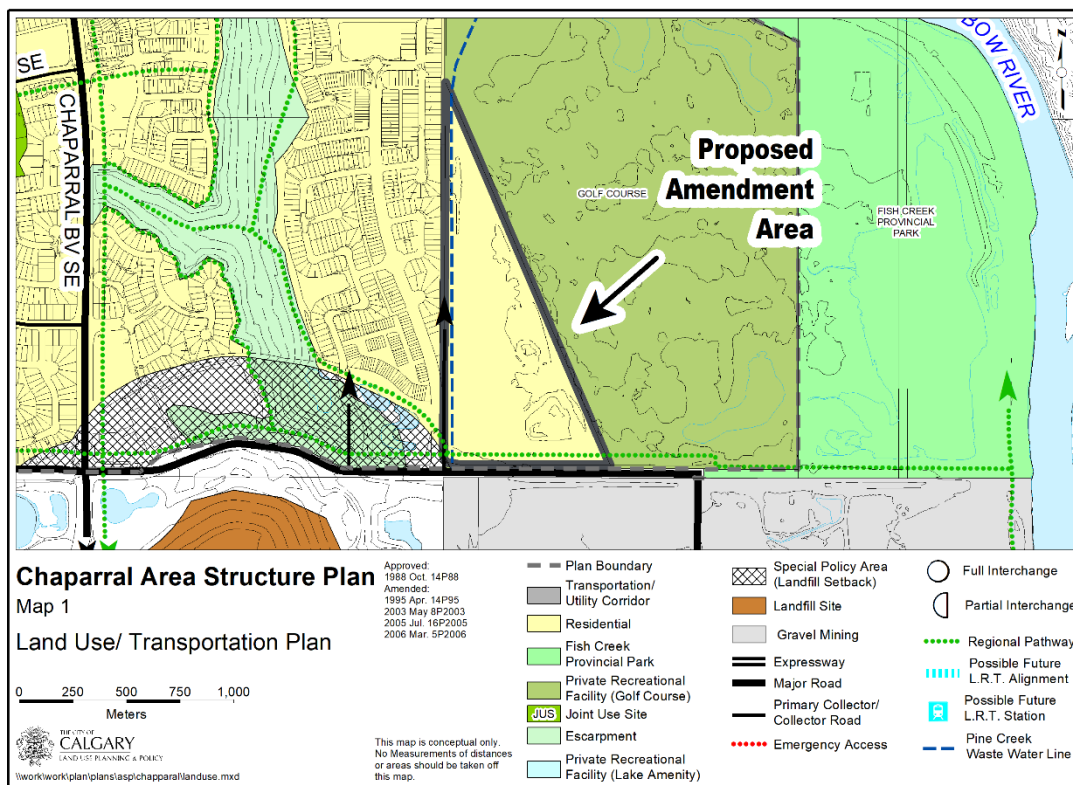 SE
CHAPARRAL BV SE
BOW RIVER
N
Proposed
Amendment
Area
GOLF COURSE
FISH CREEK
PROVINCIAL
PARK
Chaparral Area Structure Plan
Map 1
Land Use/ Transportation Plan
Approved:
1988 Oct. 14P88
Amended:
1995 Apr. 14P95
2003 May 8P2003
2005 Jul. 16P2005
2006 Mar. 5P2006
0 250 500 750 1,000
Meters
THE CITY OF
CALGARY
LAND USE PLANNING & POLICY
\\work\work\plan\plans\asp\chapparal\landuse.mxd
This map is conceptual only.
No Measurements of distances
or areas should be taken off
this map.
Plan Boundary
Transportation/
Utility Corridor
Residential
Fish Creek
Provincial Park
Private Recreational
Facility (Golf Course)
JUS Joint Use Site
Escarpment
Private Recreational
Facility (Lake Amenity)
Special Policy Area
(Landfill Setback)
Landfill Site
Gravel Mining
Expressway
Major Road
Primary Collector/
Collector Road
Emergency Access
Full Interchange
Partial Interchange
Regional Pathway
Possible Future
L.R.T. Alignment
Possible Future
L.R.T. Station
Pine Creek
Waste Water Line